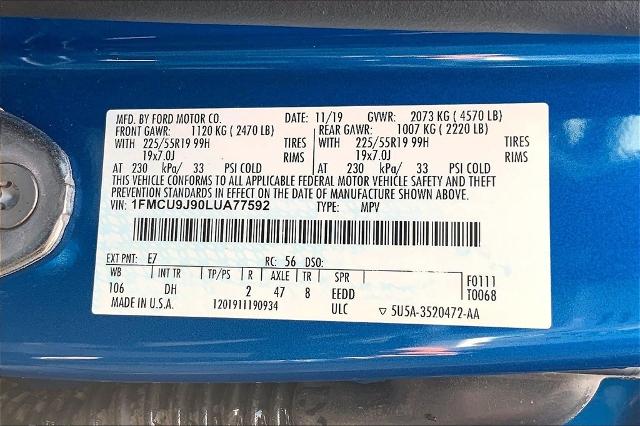 MFD. BY FORD MOTOR CO. DATE: 11/19 GVWR: 2073 KG ( 4570 LB)
FRONT GAWR: 1120 KG ( 2470 LB) REAR GAWR: 1007 KG ( 2220 LB)
WITH 225/55R19 99H TIRES WITH 225/55R19 99H TIRES
19x7.0J RIMS 19x7.0J RIMS
AT 230 kPa/ 33 PSI COLD AT 230 kPa/ 33 PSI COLD
THIS VEHICLE CONFORMS TO ALL APPLICABLE FEDERAL MOTOR VEHICLE SAFETY AND THEFT
PREVENTION STANDARDS IN EFFECT ON THE DATE OF MANUFACTURE SHOWN ABOVE.
VIN: 1FMCU9J90LUA77592 TYPE: MPV
EXT PNT: E7 RC: 56 DSO:
WB INT TR TP/PS R AXLE TR SPR F0111
106 DH 2 47 8 EEDD T0068
MADE IN U.S.A. 1201911190934 ULC ▽ 5U5A-3520472-AA